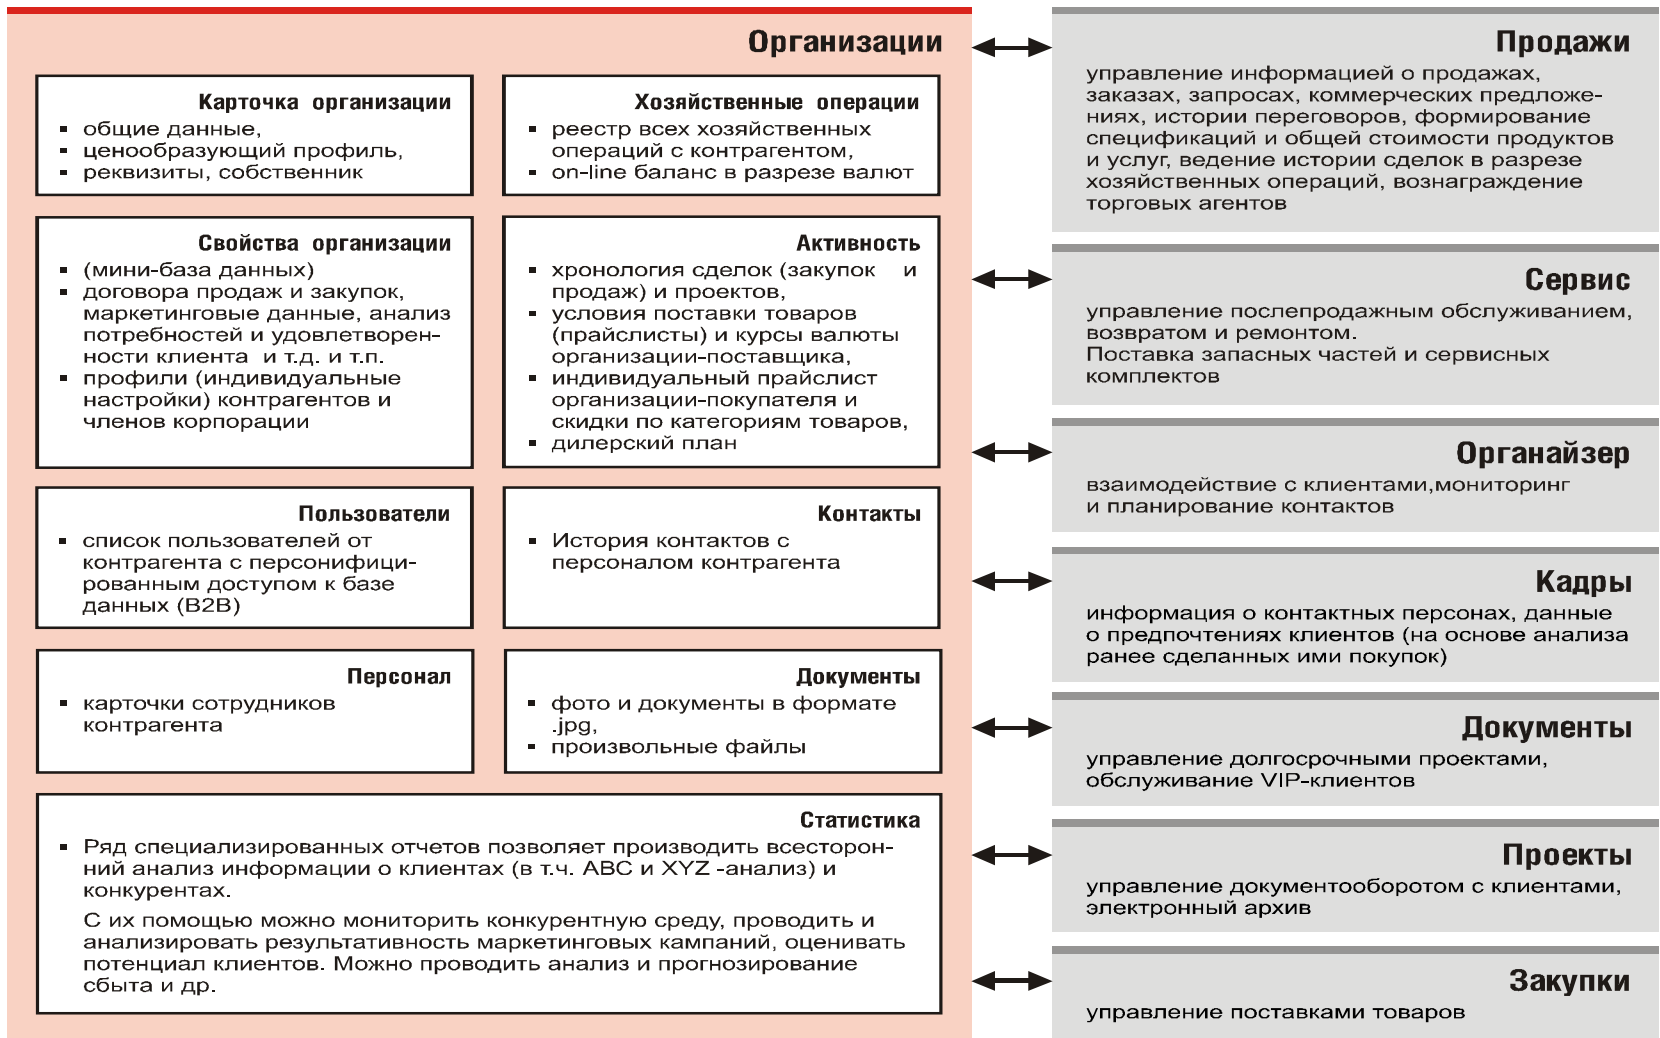 Организации
Карточка организации
▪ общие данные,
▪ ценообразующий профиль,
▪ реквизиты, собственник
Хозяйственные операции
▪ реестр всех хозяйственных
операций с контрагентом,
▪ on-line баланс в разрезе валют
Свойства организации
▪ (мини-база данных)
▪ договора продаж и закупок,
маркетинговые данные, анализ
потребностей и удовлетворен-
ности клиента и т.д. и т.п.
▪ профили (индивидуальные
настройки) контрагентов и
членов корпорации
Активность
▪ хронология сделок (закупок и
продаж) и проектов,
▪ условия поставки товаров
(прайслисты) и курсы валюты
организации-поставщика,
▪ индивидуальный прайслист
организации-покупателя и
скидки по категориям товаров,
▪ дилерский план
Пользователи
▪ список пользователей от
контрагента с персонифици-
рованным доступом к базе
данных (B2B)
Контакты
▪ История контактов с
персоналом контрагента
Персонал
▪ карточки сотрудников
контрагента
Документы
▪ фото и документы в формате
.jpg,
▪ произвольные файлы
Статистика
▪ Ряд специализированных отчетов позволяет производить всесторон-
ний анализ информации о клиентах (в т.ч. ABC и XYZ -анализ) и
конкурентах.
С их помощью можно мониторить конкурентную среду, проводить и
анализировать результативность маркетинговых кампаний, оценивать
потенциал клиентов. Можно проводить анализ и прогнозирование
сбыта и др.
Продажи
управление информацией о продажах,
заказах, запросах, коммерческих предложе-
ниях, истории переговоров, формирование
спецификаций и общей стоимости продуктов
и услуг, ведение истории сделок в разрезе
хозяйственных операций, вознаграждение
торговых агентов
Сервис
управление послепродажным обслуживанием,
возвратом и ремонтом.
Поставка запасных частей и сервисных
комплектов
Органайзер
взаимодействие с клиентами,мониторинг
и планирование контактов
Кадры
информация о контактных персонах, данные
о предпочтениях клиентов (на основе анализа
ранее сделанных ими покупок)
Документы
управление долгосрочными проектами,
обслуживание VIP-клиентов
Проекты
управление документооборотом с клиентами,
электронный архив
Закупки
управление поставками товаров